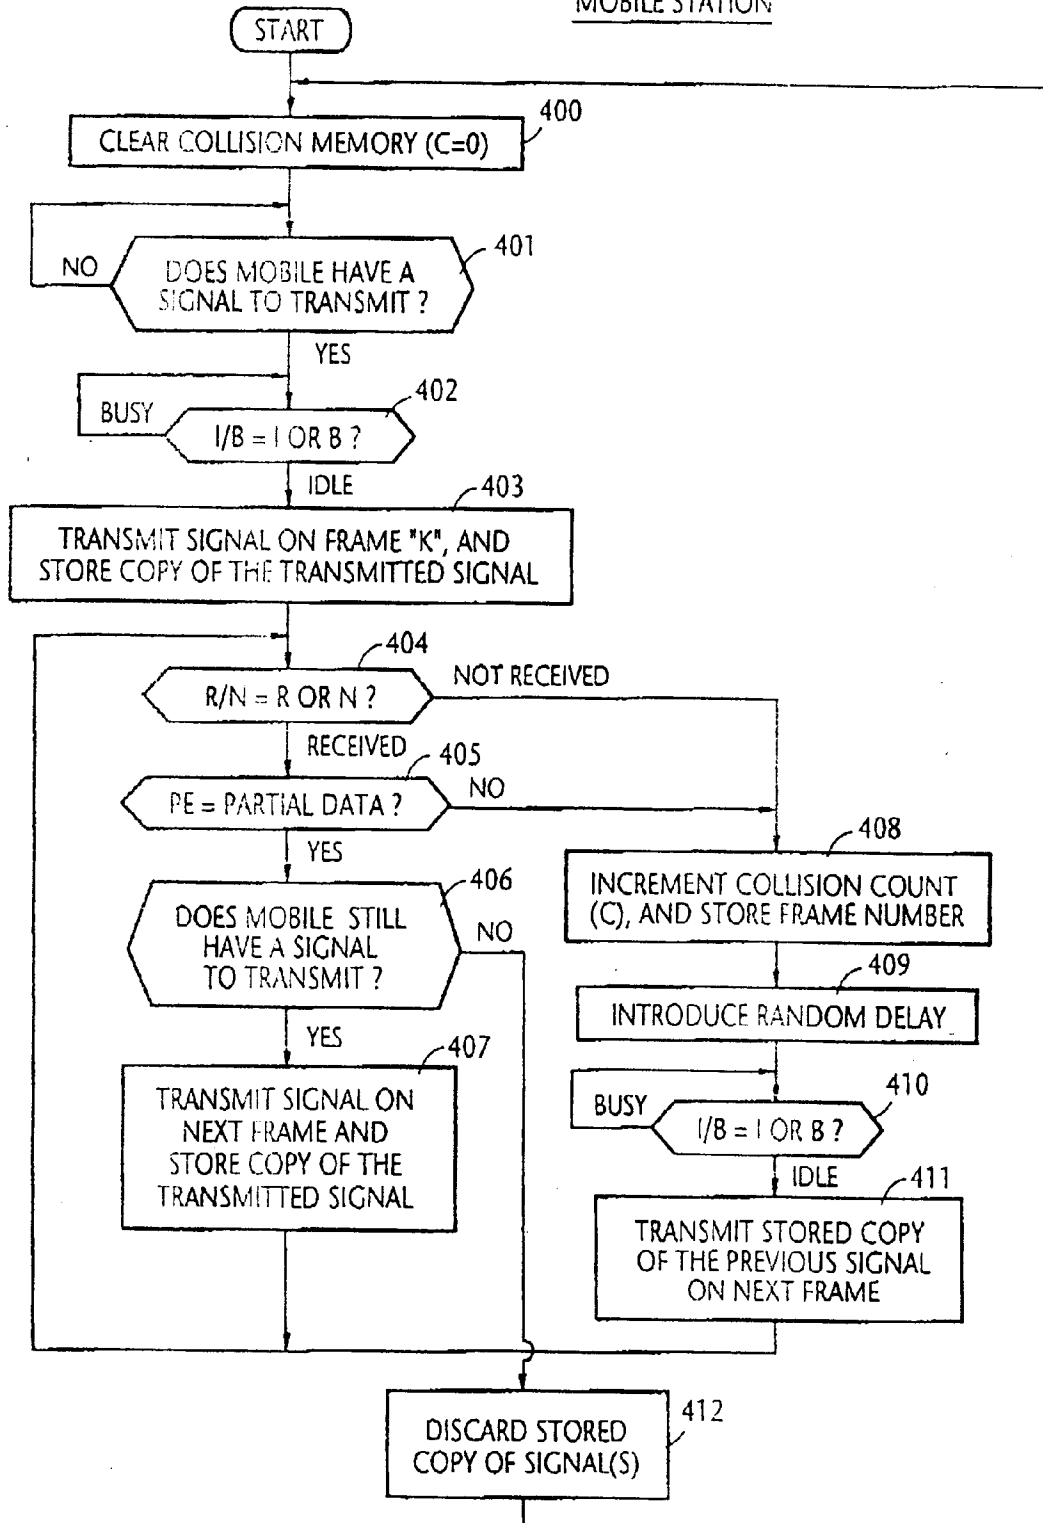 MOBILE STATION
START
400
CLEAR COLLISION MEMORY (C=0)
401
NO
DOES MOBILE HAVE A
SIGNAL TO TRANSMIT ?
YES
402
BUSY
I/B = I OR B ?
IDLE
403
TRANSMIT SIGNAL ON FRAME "K", AND
STORE COPY OF THE TRANSMITTED SIGNAL
404
NOT RECEIVED
R/N = R OR N ?
RECEIVED
405
NO
PE = PARTIAL DATA ?
YES
406
DOES MOBILE STILL
HAVE A SIGNAL
TO TRANSMIT ?
NO
YES
407
TRANSMIT SIGNAL ON
NEXT FRAME AND
STORE COPY OF THE
TRANSMITTED SIGNAL
408
INCREMENT COLLISION COUNT
(C), AND STORE FRAME NUMBER
409
INTRODUCE RANDOM DELAY
410
BUSY
I/B = I OR B ?
IDLE
411
TRANSMIT STORED COPY
OF THE PREVIOUS SIGNAL
ON NEXT FRAME
412
DISCARD STORED
COPY OF SIGNAL(S)